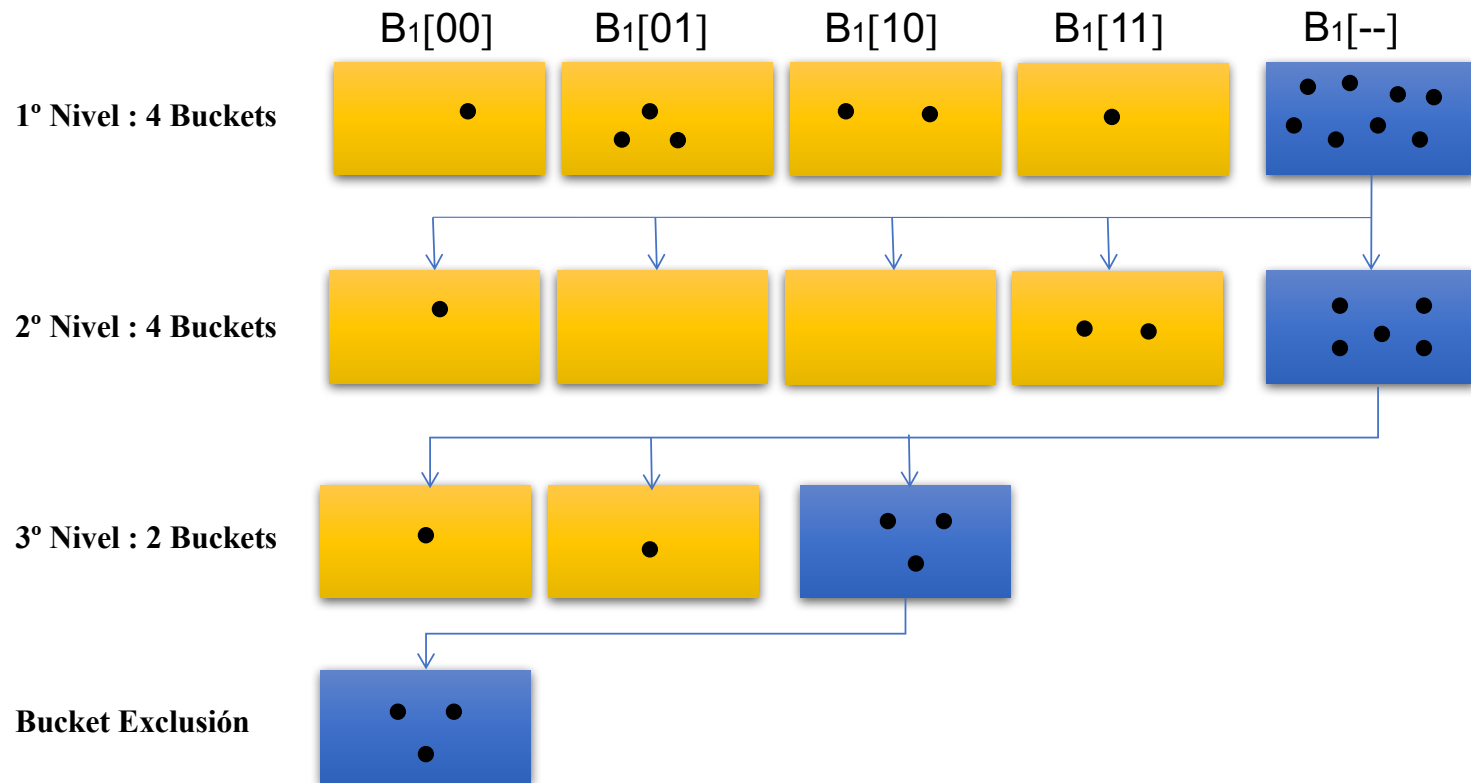 B1[00] B1[01] B1[10] B1[11] B1[--]
1º Nivel : 4 Buckets
2º Nivel : 4 Buckets
3º Nivel : 2 Buckets
Bucket Exclusión